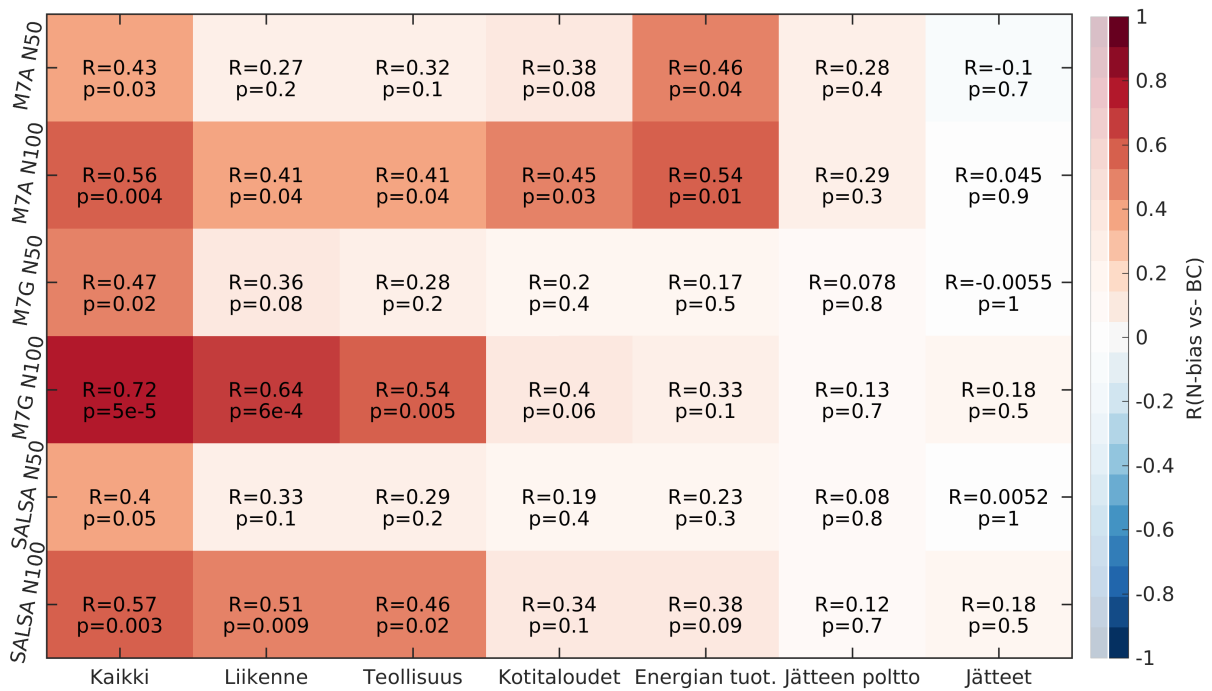 M7A N50
R=0.43
p=0.03
R=0.27
p=0.2
R=0.32
p=0.1
R=0.38
p=0.08
R=0.46
p=0.04
R=0.28
p=0.4
R=-0.1
p=0.7
M7A N100
R=0.56
p=0.004
R=0.41
p=0.04
R=0.41
p=0.04
R=0.45
p=0.03
R=0.54
p=0.01
R=0.29
p=0.3
R=0.045
p=0.9
M7G N50
R=0.47
p=0.02
R=0.36
p=0.08
R=0.28
p=0.2
R=0.2
p=0.4
R=0.17
p=0.5
R=0.078
p=0.8
R=-0.0055
p=1
M7G N100
R=0.72
p=5e-5
R=0.64
p=6e-4
R=0.54
p=0.005
R=0.4
p=0.06
R=0.33
p=0.1
R=0.13
p=0.7
R=0.18
p=0.5
SALSA N50
R=0.4
p=0.05
R=0.33
p=0.1
R=0.29
p=0.2
R=0.19
p=0.4
R=0.23
p=0.3
R=0.08
p=0.8
R=0.0052
p=1
SALSA N100
R=0.57
p=0.003
R=0.51
p=0.009
R=0.46
p=0.02
R=0.34
p=0.1
R=0.38
p=0.09
R=0.12
p=0.7
R=0.18
p=0.5
Kaikki
Liikenne
Teollisuus
Kotitaloudet
Energian tuot.
Jätteen poltto
Jätteet
1
0.8
0.6
0.4
0.2
0
-0.2
-0.4
-0.6
-0.8
-1
R(N-bias vs- BC)